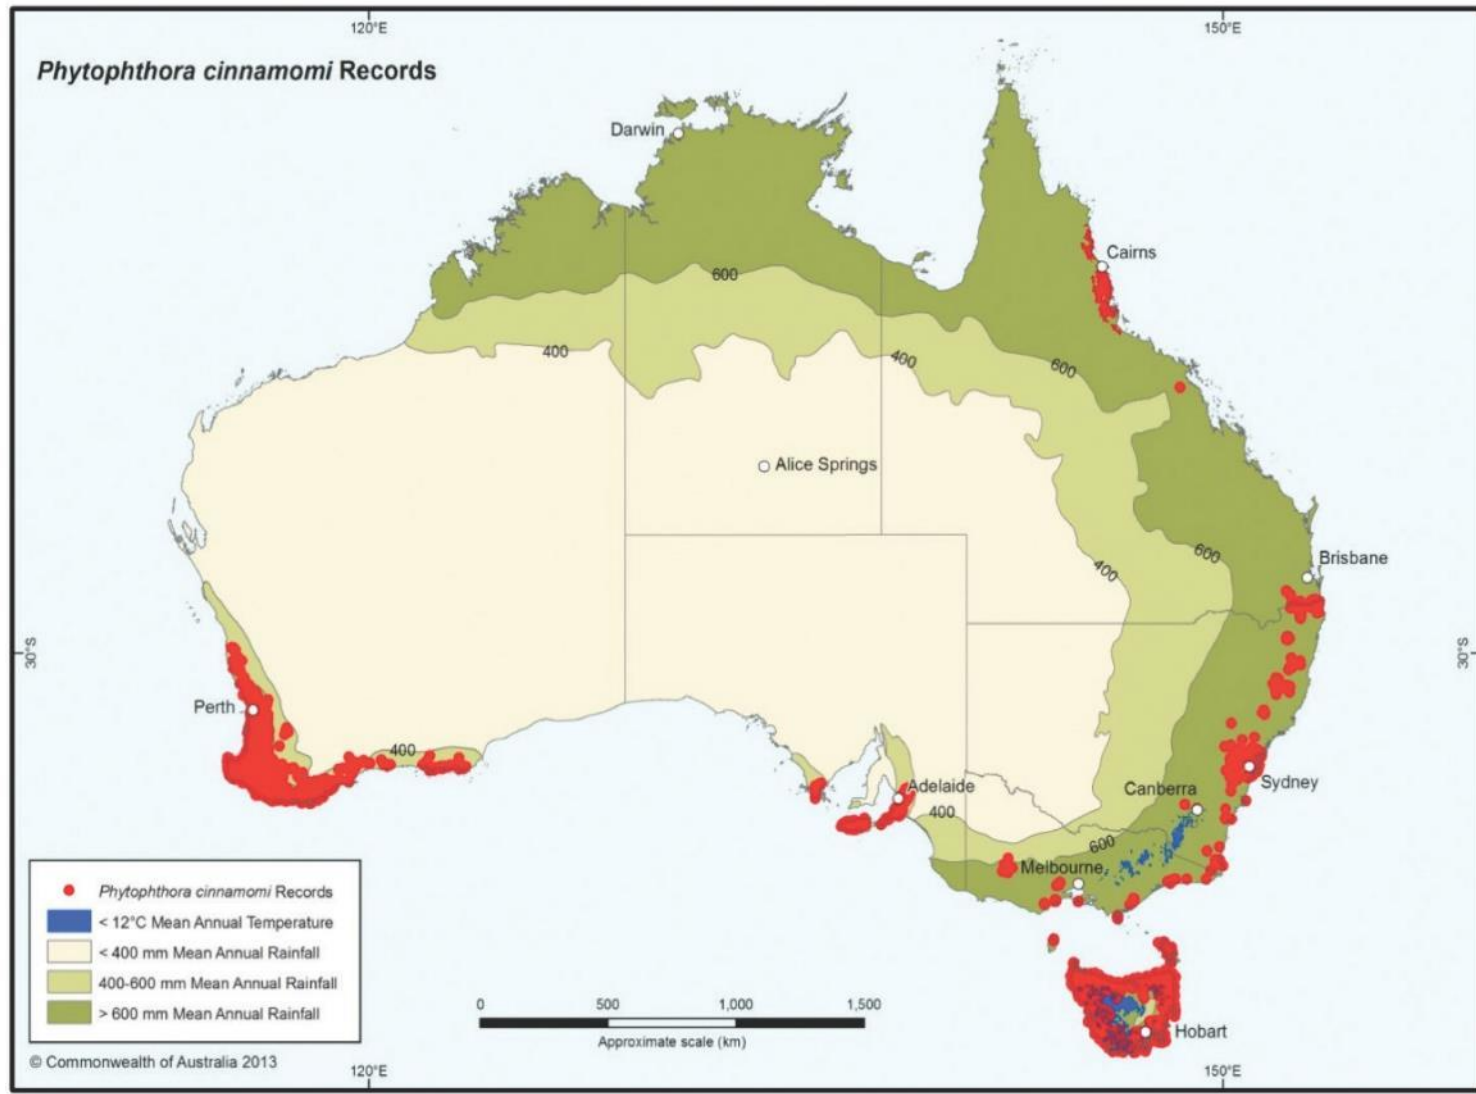 120°E
150°E
Phytophthora cinnamomi Records
Darwin
Cairns
600
400
400
600
Alice Springs
600
Brisbane
400
30°S
30°S
Perth
400
Adelaide
Canberra
Sydney
400
600
Melbourne
Phytophthora cinnamomi Records
< 12°C Mean Annual Temperature
< 400 mm Mean Annual Rainfall
400-600 mm Mean Annual Rainfall
> 600 mm Mean Annual Rainfall
0 500 1,000 1,500
Approximate scale (km)
Hobart
© Commonwealth of Australia 2013
120°E
150°E